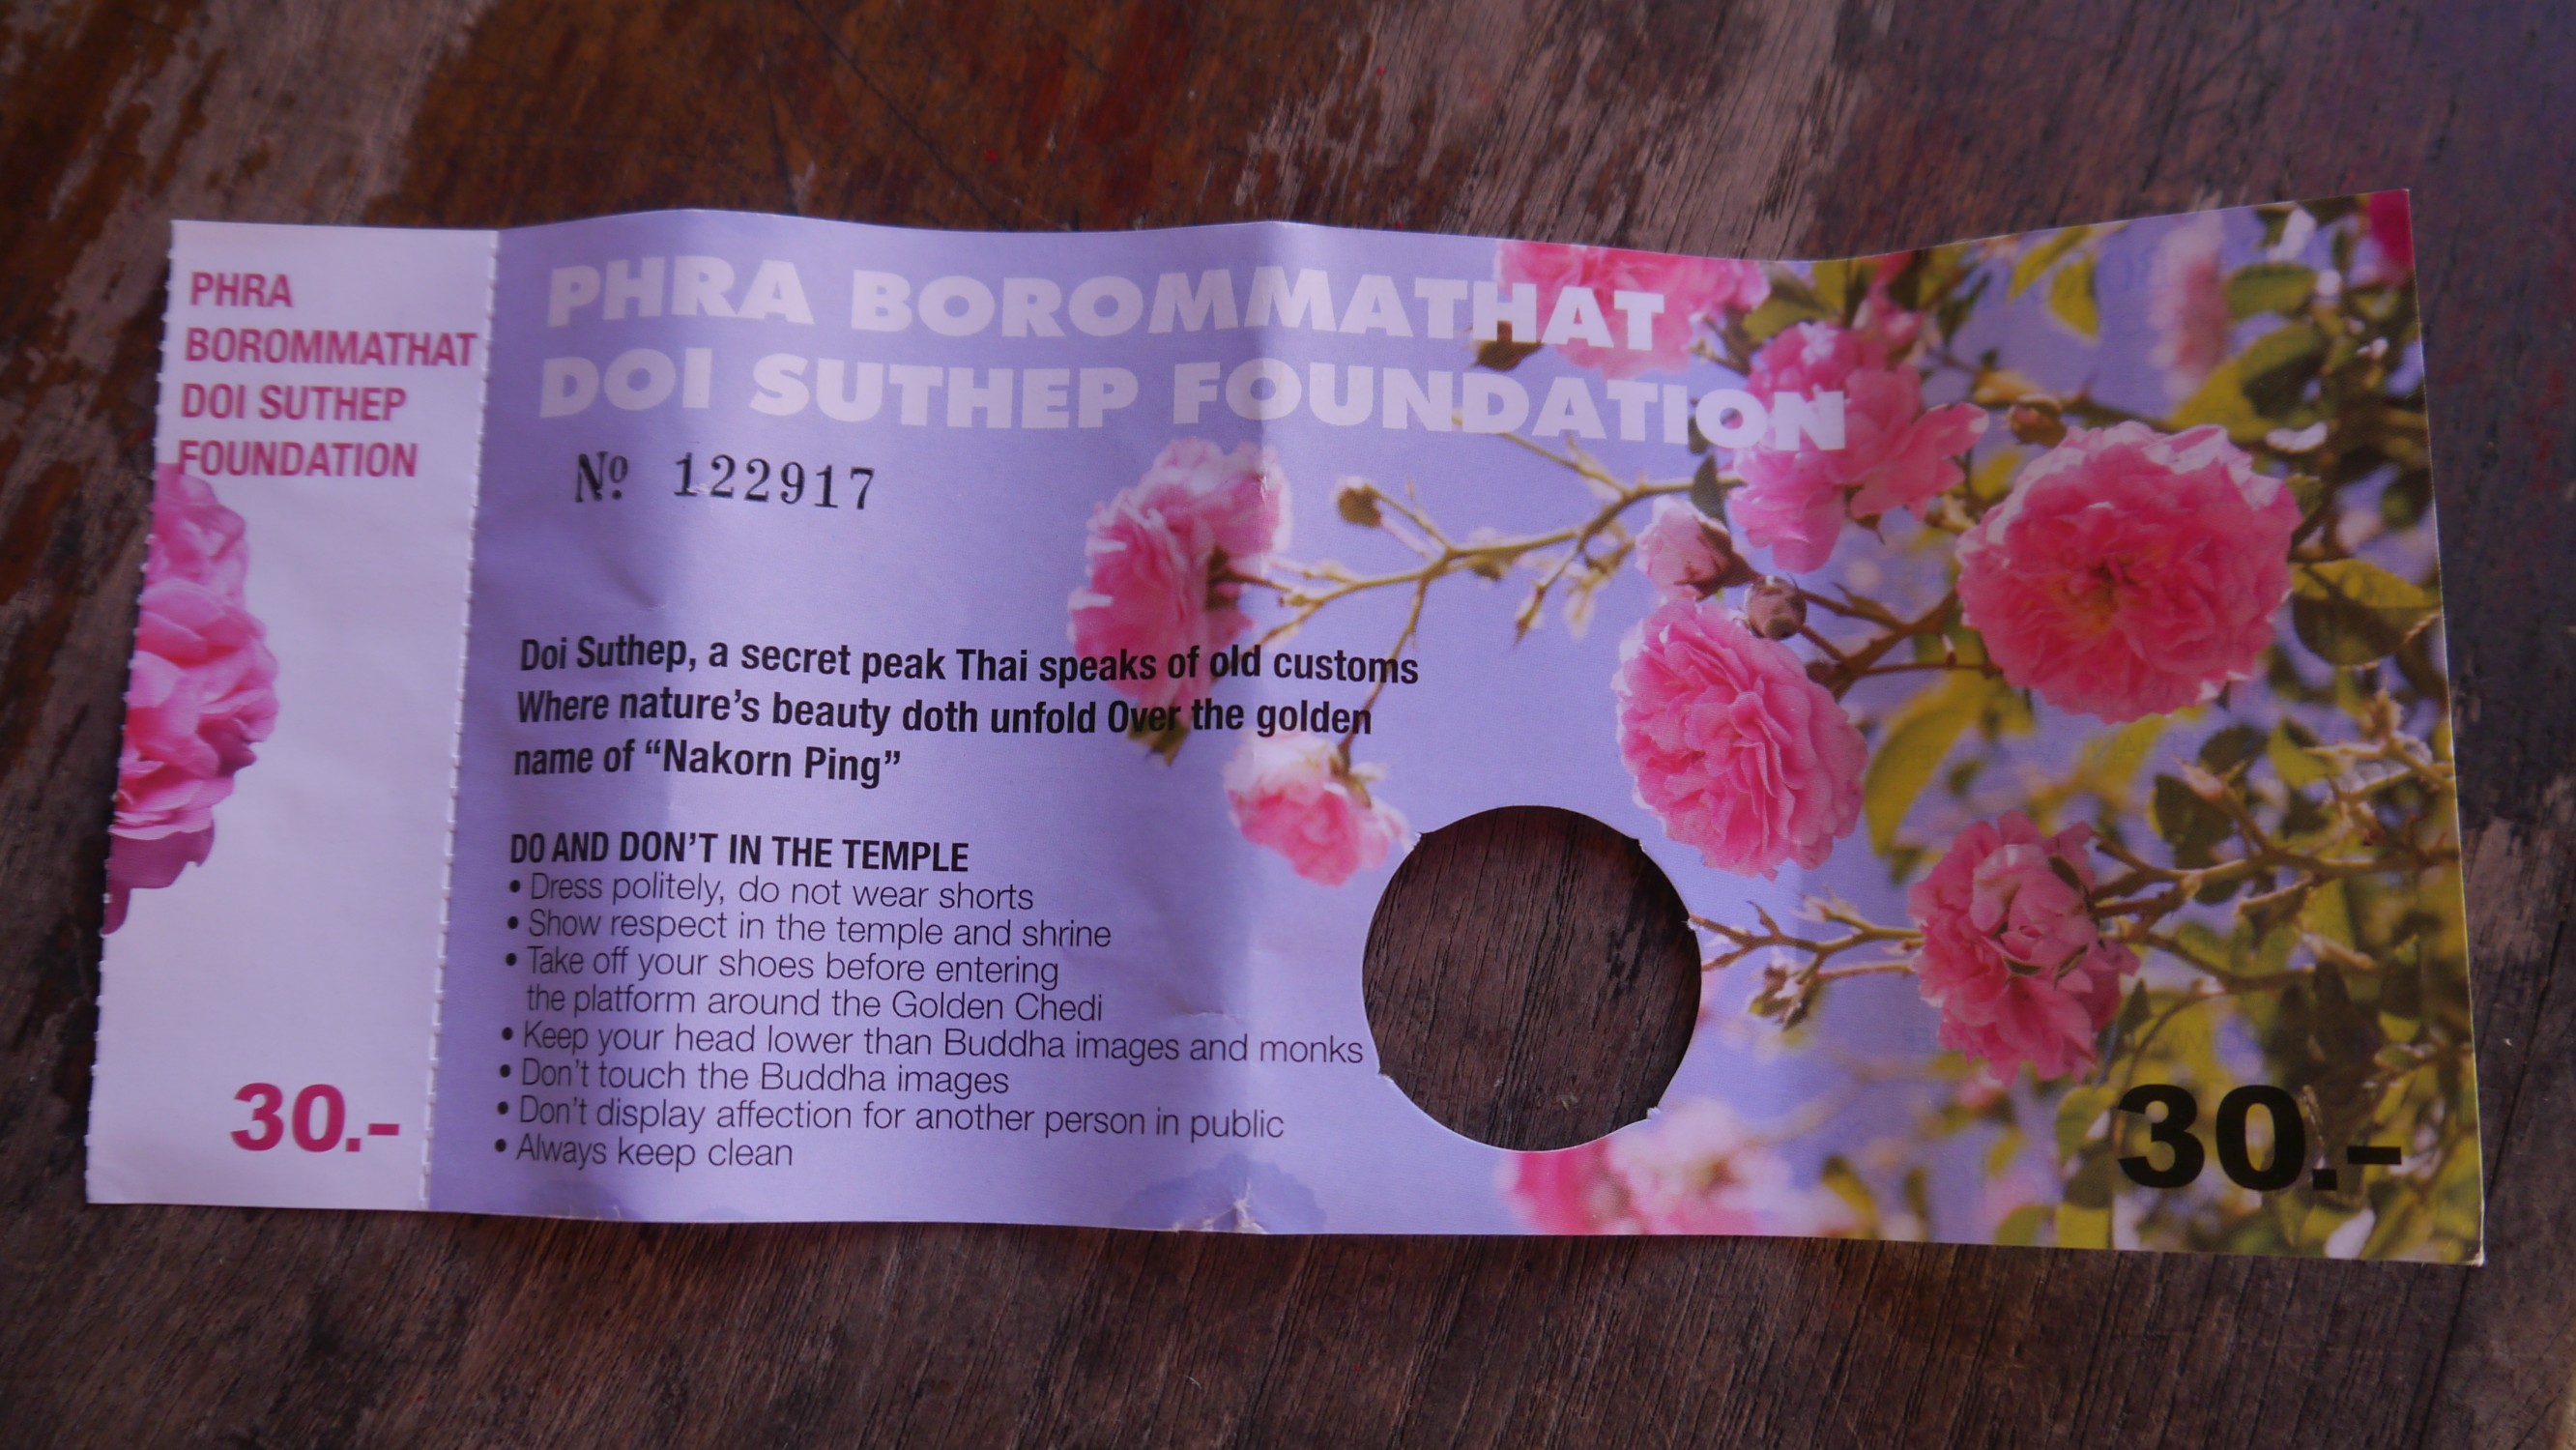 PHRA
BOROMMATHAT
DOI SUTHEP
FOUNDATION
30.-
PHRA BOROMMATHAT
DOI SUTHEP FOUNDATION
Nº 122917
Doi Suthep, a secret peak Thai speaks of old customs
Where nature's beauty doth unfold Over the golden
name of “Nakorn Ping”
DO AND DON'T IN THE TEMPLE
• Dress politely, do not wear shorts
• Show respect in the temple and shrine
• Take off your shoes before entering
the platform around the Golden Chedi
• Keep your head lower than Buddha images and monks
• Don't touch the Buddha images
• Don't display affection for another person in public
• Always keep clean
30.-